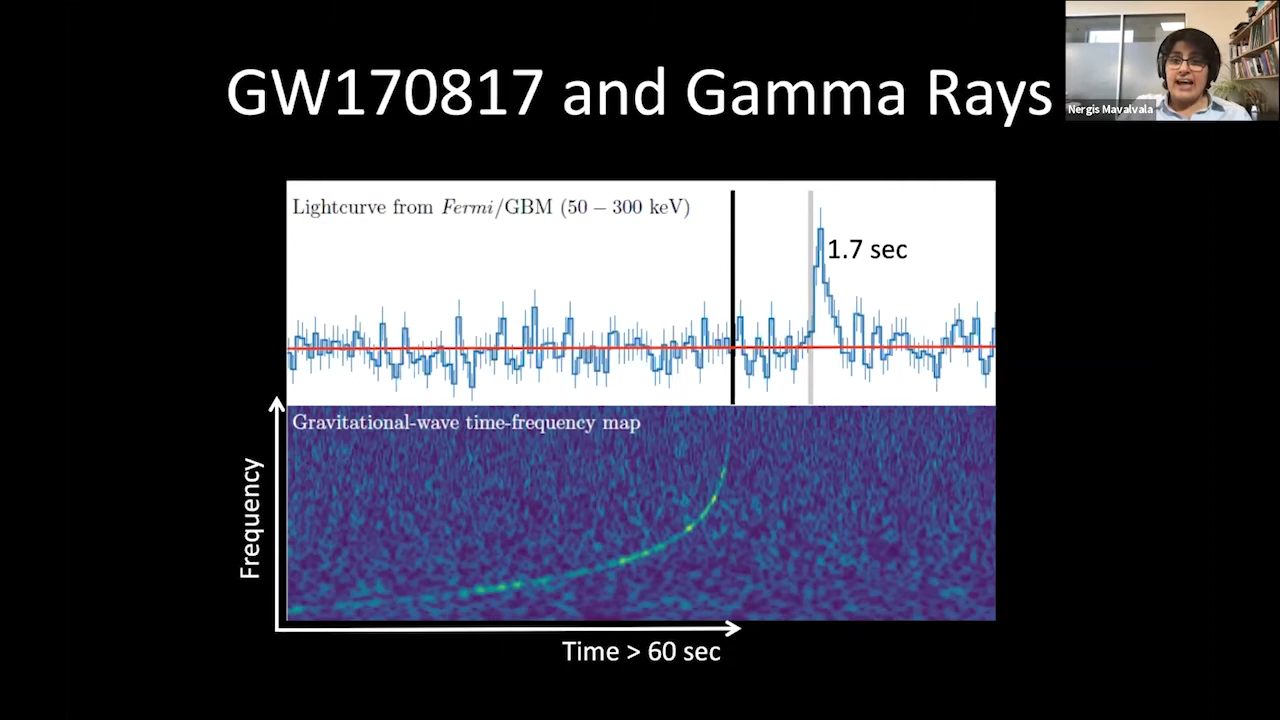 GW170817 and Gamma Rays
Nergis Mavalvala
Lightcurve from Fermi/GBM (50 – 300 keV)
1.7 sec
Gravitational-wave time-frequency map
Frequency
Time > 60 sec